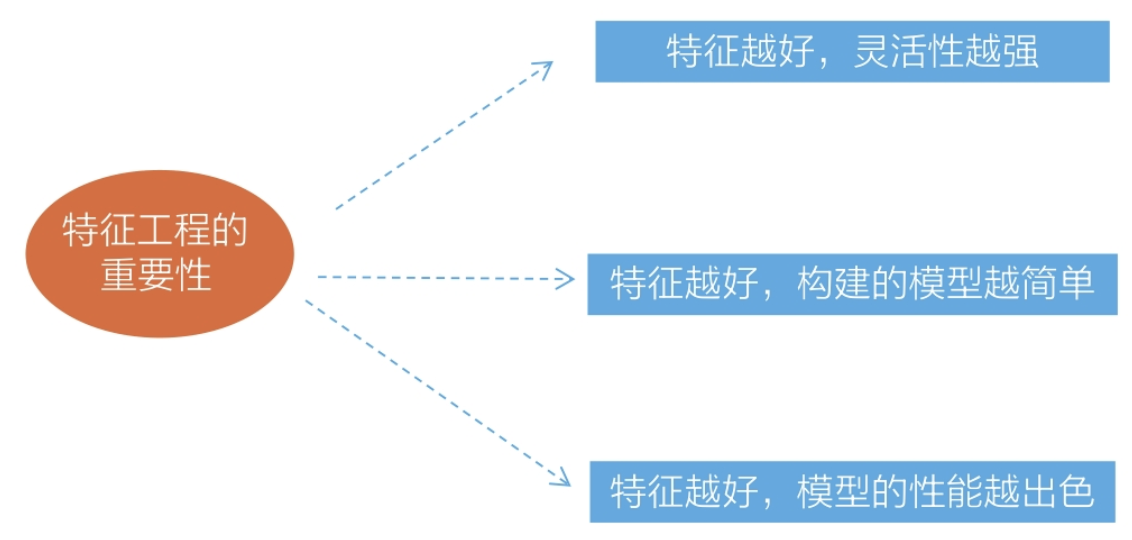 特征越好，灵活性越强
特征工程的
重要性
特征越好，构建的模型越简单
特征越好，模型的性能越出色